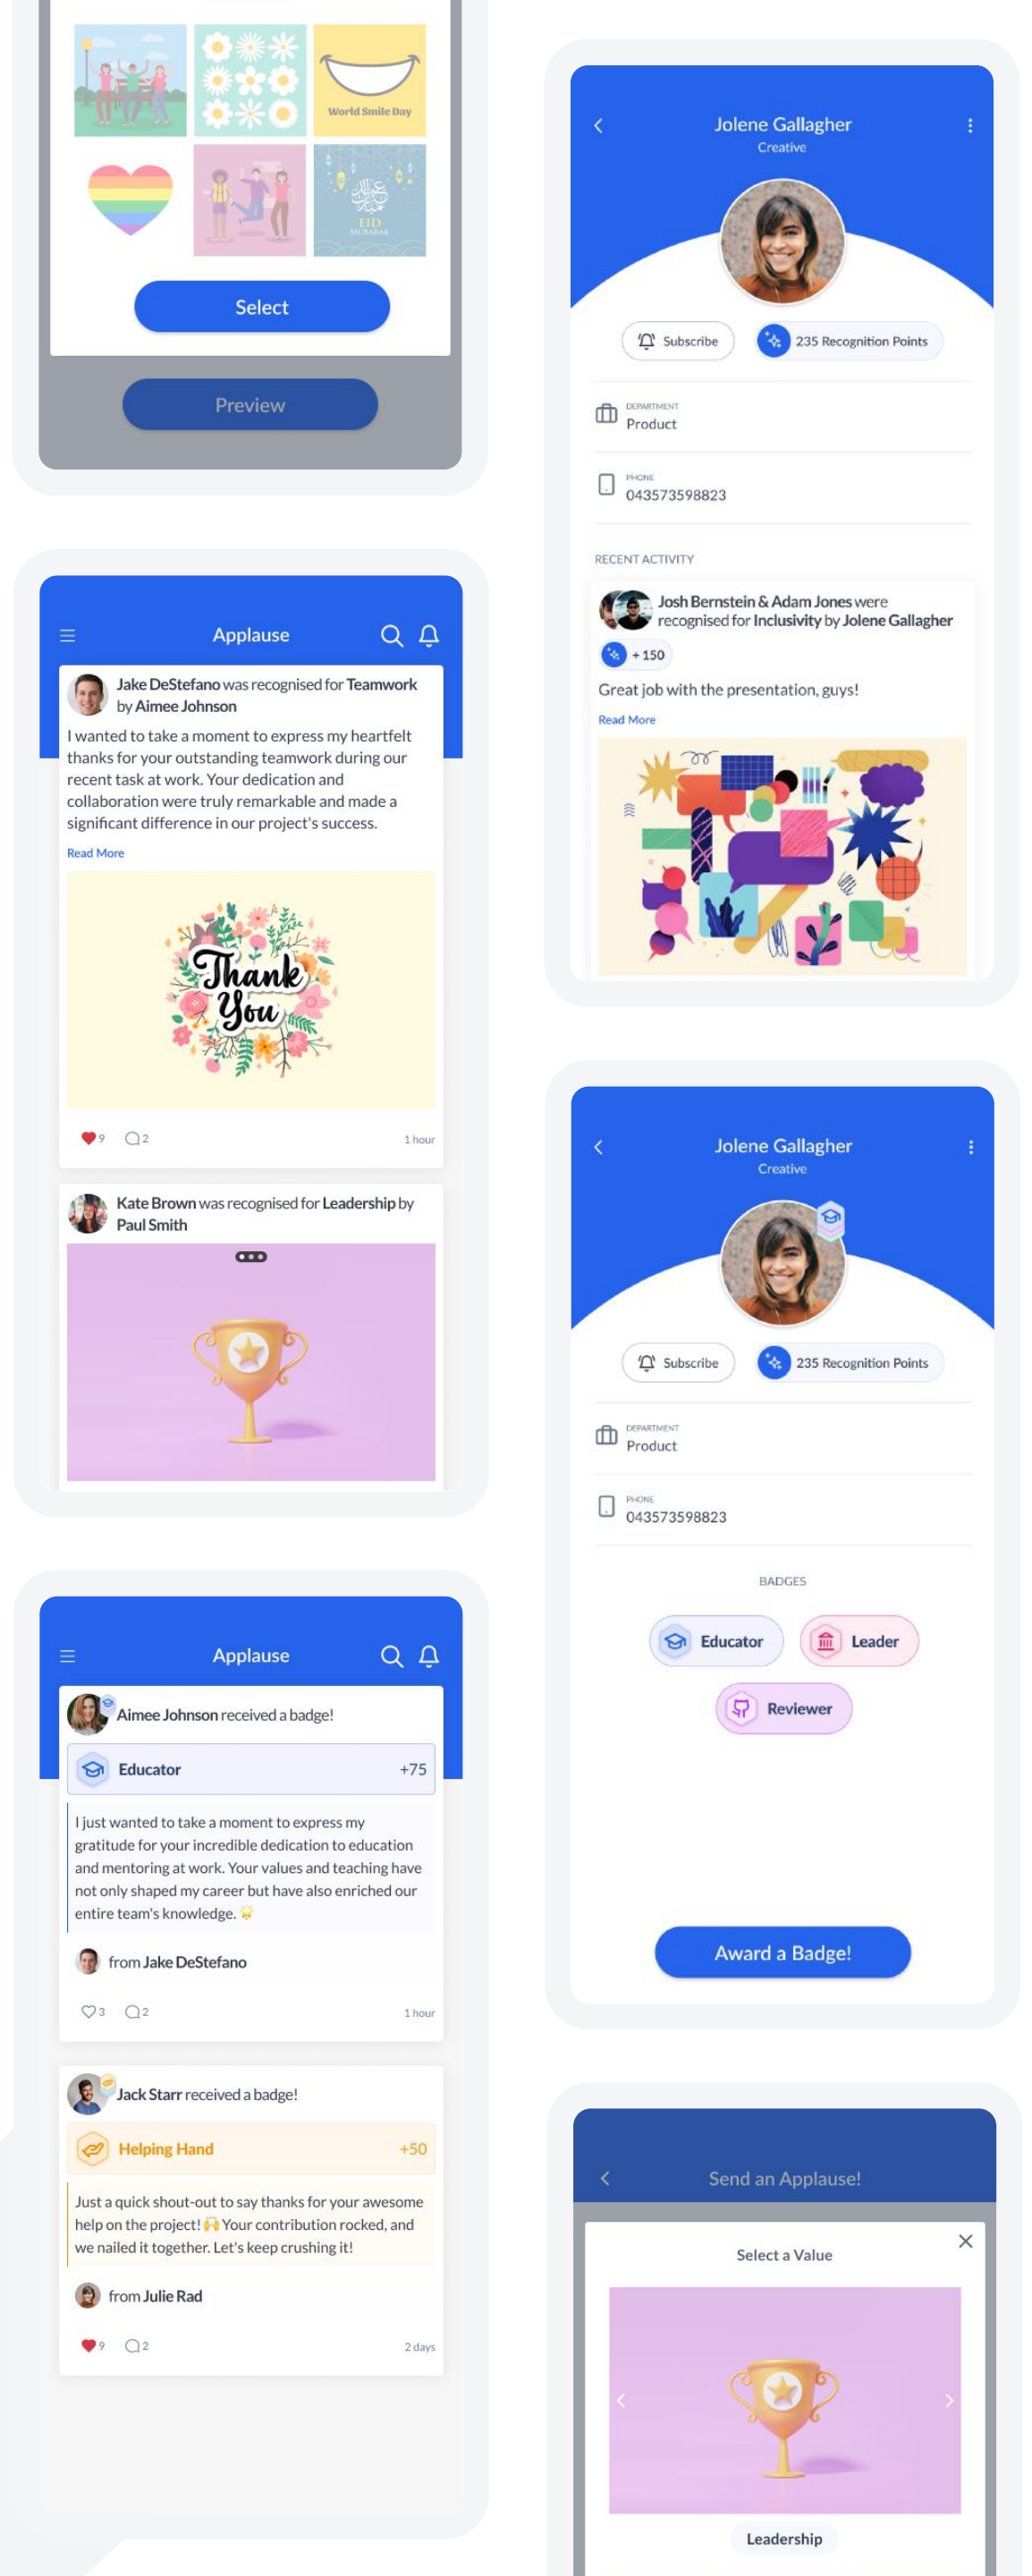 World Smile Day
عيد مبارك
EID
MUBARAK
Select
Preview
Applause
Jake DeStefano was recognised for Teamwork
by Aimee Johnson
I wanted to take a moment to express my heartfelt
thanks for your outstanding teamwork during our
recent task at work. Your dedication and
collaboration were truly remarkable and made a
significant difference in our project's success.
Read More
Thank
You
9
2
1 hour
Kate Brown was recognised for Leadership by
Paul Smith
Applause
Aimee Johnson received a badge!
Educator
+75
I just wanted to take a moment to express my
gratitude for your incredible dedication to education
and mentoring at work. Your values and teaching have
not only shaped my career but have also enriched our
entire team's knowledge. 🌟
from Jake DeStefano
3
2
1 hour
Jack Starr received a badge!
Helping Hand
+50
Just a quick shout-out to say thanks for your awesome
help on the project! 🙌 Your contribution rocked, and
we nailed it together. Let's keep crushing it!
from Julie Rad
9
2
2 days
Jolene Gallagher
Creative
Subscribe
235 Recognition Points
DEPARTMENT
Product
PHONE
043573598823
RECENT ACTIVITY
Josh Bernstein & Adam Jones were
recognised for Inclusivity by Jolene Gallagher
+ 150
Great job with the presentation, guys!
Read More
Jolene Gallagher
Creative
Subscribe
235 Recognition Points
DEPARTMENT
Product
PHONE
043573598823
BADGES
Educator
Leader
Reviewer
Award a Badge!
Send an Applause!
Select a Value
Leadership